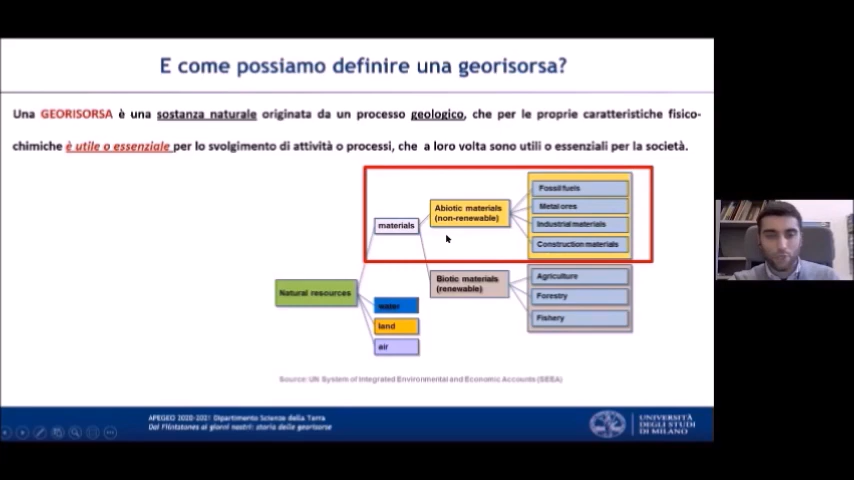 E come possiamo definire una georisorsa?
Una GEORISORSA è una sostanza naturale originata da un processo geologico, che per le proprie caratteristiche fisico-
chimiche è utile o essenziale per lo svolgimento di attività o processi, che a loro volta sono utili o essenziali per la società.
Natural resources
materials
water
land
air
Abiotic materials
(non-renewable)
Biotic materials
(renewable)
Fossil fuels
Metal ores
Industrial materials
Construction materials
Agriculture
Forestry
Fishery
Source: UN System of Integrated Environmental and Economic Accounts (SEEA)
APEGEO 2020-2021 Dipartimento Scienze della Terra
Dai Flintstones ai giorni nostri: storia delle georisorse
UNIVERSITÀ
DEGLI STUDI
DI MILANO